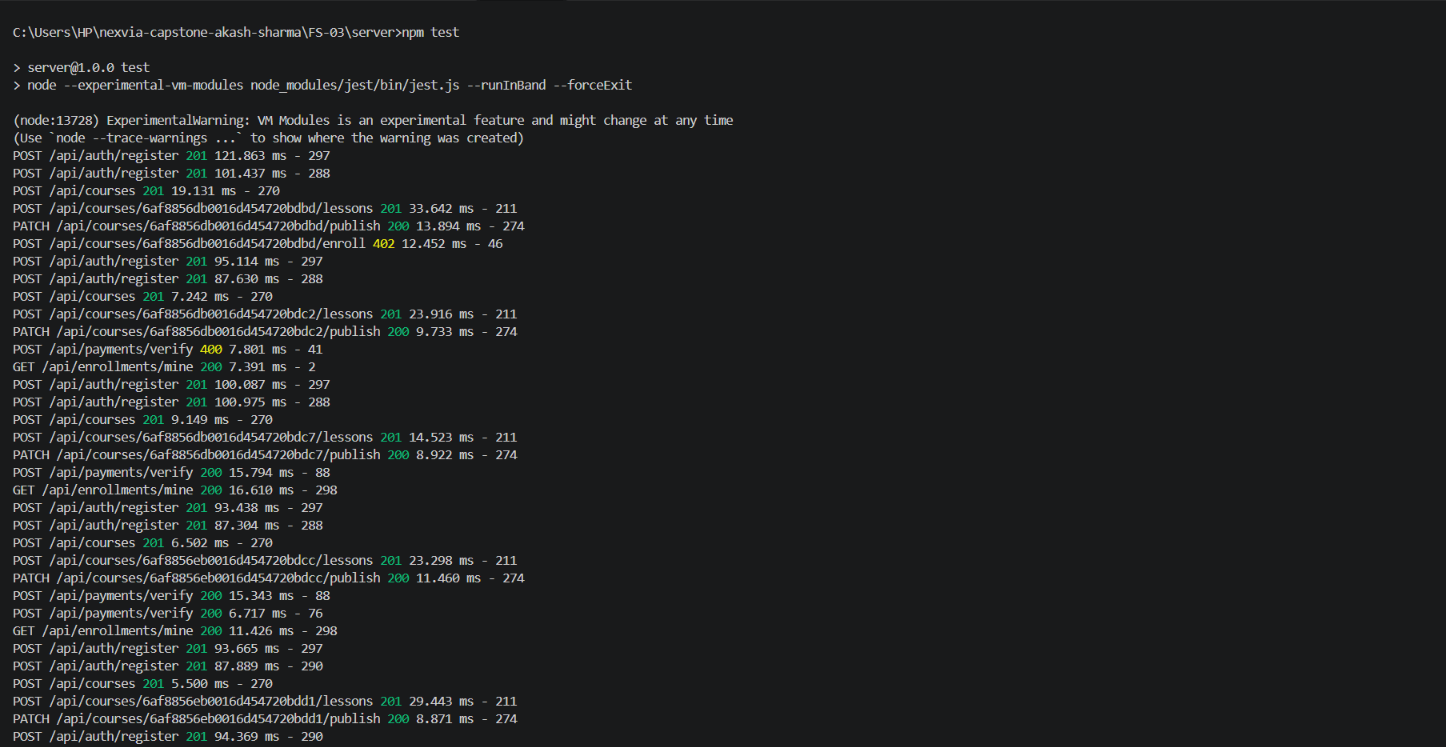 C:\Users\HP\nexvia-capstone-akash-sharma\FS-03\server>npm test
> server@1.0.0 test
> node --experimental-vm-modules node_modules/jest/bin/jest.js --runInBand --forceExit
(node:13728) ExperimentalWarning: VM Modules is an experimental feature and might change at any time
(Use `node --trace-warnings ...` to show where the warning was created)
POST /api/auth/register 201 121.863 ms - 297
POST /api/auth/register 201 101.437 ms - 288
POST /api/courses 201 19.131 ms - 270
POST /api/courses/6af8856db0016d454720bdbd/lessons 201 33.642 ms - 211
PATCH /api/courses/6af8856db0016d454720bdbd/publish 200 13.894 ms - 274
POST /api/courses/6af8856db0016d454720bdbd/enroll 402 12.452 ms - 46
POST /api/auth/register 201 95.114 ms - 297
POST /api/auth/register 201 87.630 ms - 288
POST /api/courses 201 7.242 ms - 270
POST /api/courses/6af8856db0016d454720bdc2/lessons 201 23.916 ms - 211
PATCH /api/courses/6af8856db0016d454720bdc2/publish 200 9.733 ms - 274
POST /api/payments/verify 400 7.801 ms - 41
GET /api/enrollments/mine 200 7.391 ms - 2
POST /api/auth/register 201 100.087 ms - 297
POST /api/auth/register 201 100.975 ms - 288
POST /api/courses 201 9.149 ms - 270
POST /api/courses/6af8856db0016d454720bdc7/lessons 201 14.523 ms - 211
PATCH /api/courses/6af8856db0016d454720bdc7/publish 200 8.922 ms - 274
POST /api/payments/verify 200 15.794 ms - 88
GET /api/enrollments/mine 200 16.610 ms - 298
POST /api/auth/register 201 93.438 ms - 297
POST /api/auth/register 201 87.304 ms - 288
POST /api/courses 201 6.502 ms - 270
POST /api/courses/6af8856eb0016d454720bdcc/lessons 201 23.298 ms - 211
PATCH /api/courses/6af8856eb0016d454720bdcc/publish 200 11.460 ms - 274
POST /api/payments/verify 200 15.343 ms - 88
POST /api/payments/verify 200 6.717 ms - 76
GET /api/enrollments/mine 200 11.426 ms - 298
POST /api/auth/register 201 93.665 ms - 297
POST /api/auth/register 201 87.889 ms - 290
POST /api/courses 201 5.500 ms - 270
POST /api/courses/6af8856eb0016d454720bdd1/lessons 201 29.443 ms - 211
PATCH /api/courses/6af8856eb0016d454720bdd1/publish 200 8.871 ms - 274
POST /api/auth/register 201 94.369 ms - 290